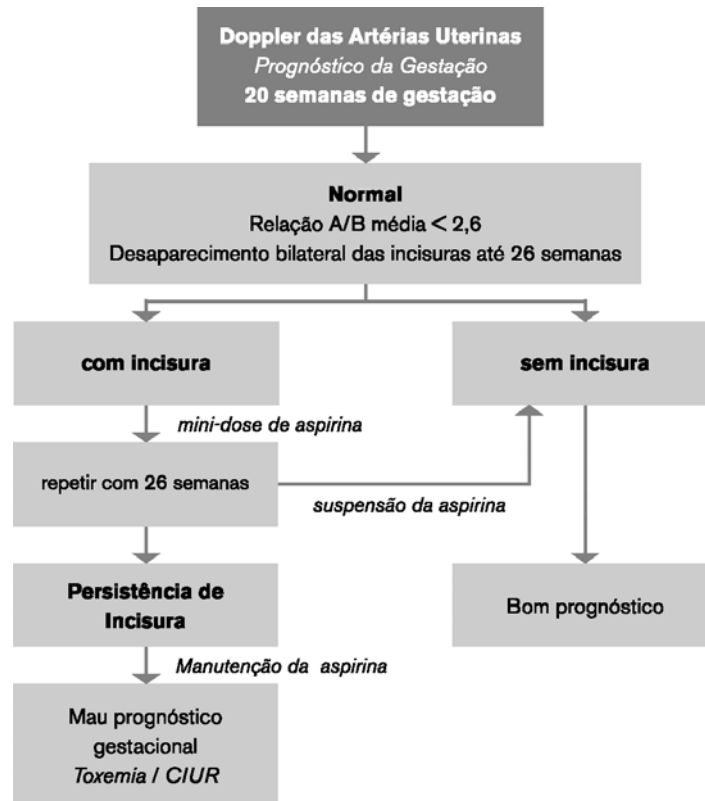 Doppler das Artérias Uterinas
Prognóstico da Gestação
20 semanas de gestação
Normal
Relação A/B média < 2,6
Desaparecimento bilateral das incisuras até 26 semanas
com incisura
sem incisura
mini-dose de aspirina
repetir com 26 semanas
suspensão da aspirina
Persistência de
Incisura
Bom prognóstico
Manutenção da aspirina
Mau prognóstico
gestacional
Toxemia / CIUR